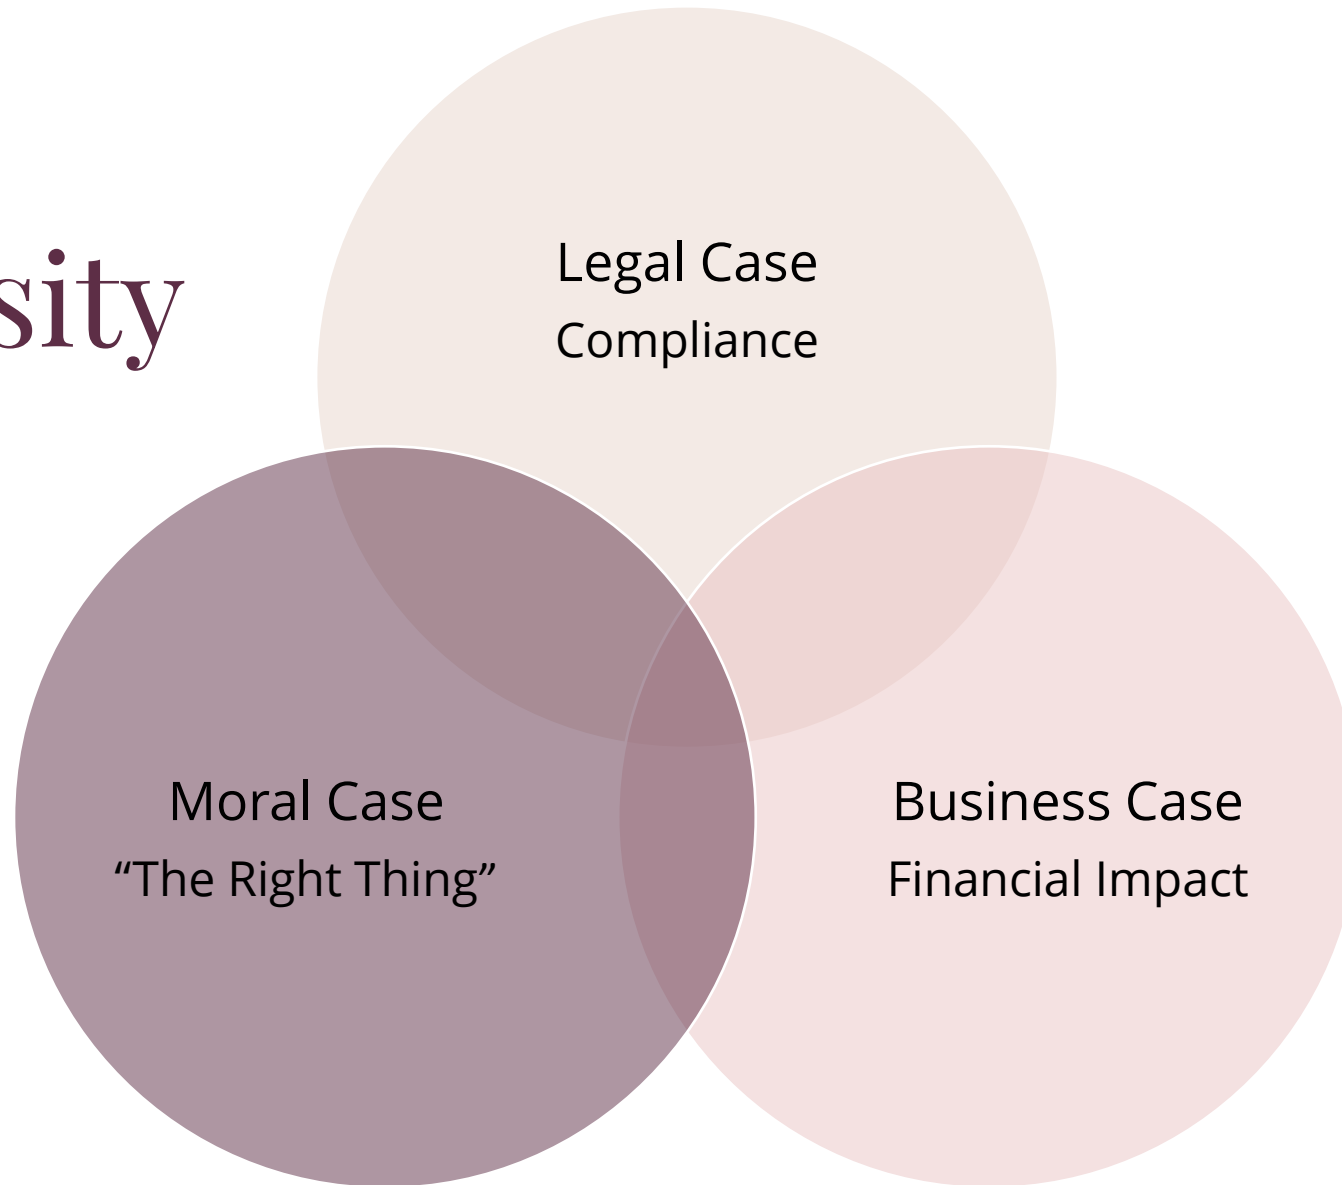 sity
Legal Case
Compliance
Moral Case
“The Right Thing”
Business Case
Financial Impact